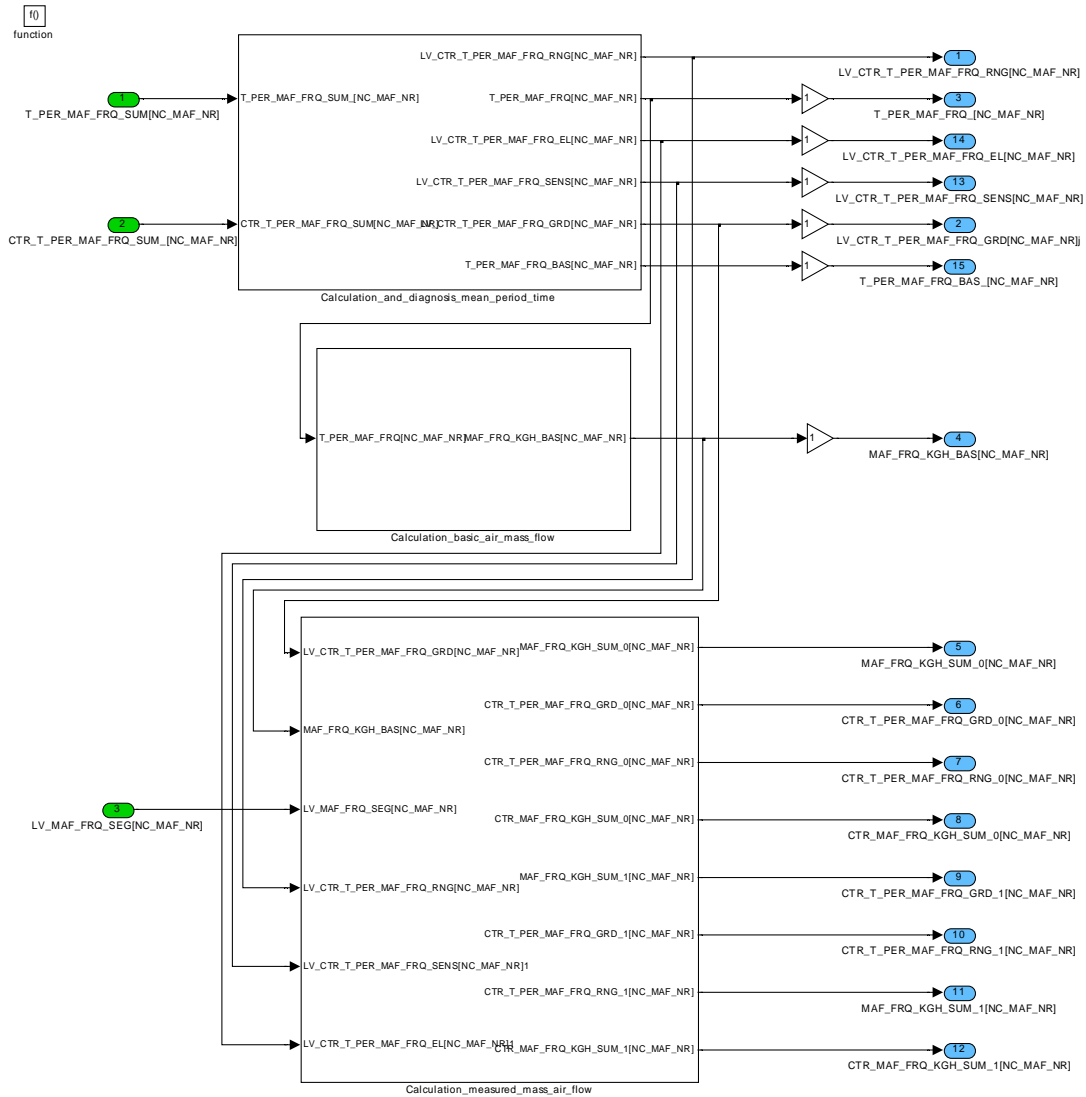 f()
function
LV_CTR_T_PER_MAF_FRQ_RNG[NC_MAF_NR]
1
LV_CTR_T_PER_MAF_FRQ_RNG[NC_MAF_NR]
1
T_PER_MAF_FRQ_SUM[NC_MAF_NR]
T_PER_MAF_FRQ_SUM_[NC_MAF_NR]
T_PER_MAF_FRQ[NC_MAF_NR]
1
3
T_PER_MAF_FRQ_[NC_MAF_NR]
LV_CTR_T_PER_MAF_FRQ_EL[NC_MAF_NR]
1
14
LV_CTR_T_PER_MAF_FRQ_EL[NC_MAF_NR]
LV_CTR_T_PER_MAF_FRQ_SENS[NC_MAF_NR]
1
13
LV_CTR_T_PER_MAF_FRQ_SENS[NC_MAF_NR]
2
CTR_T_PER_MAF_FRQ_SUM_[NC_MAF_NR]
CTR_T_PER_MAF_FRQ_SUM[NC_MAF_NR]
LV_CTR_T_PER_MAF_FRQ_GRD[NC_MAF_NR]
1
2
LV_CTR_T_PER_MAF_FRQ_GRD[NC_MAF_NR]j
T_PER_MAF_FRQ_BAS[NC_MAF_NR]
1
15
T_PER_MAF_FRQ_BAS_[NC_MAF_NR]
Calculation_and_diagnosis_mean_period_time
T_PER_MAF_FRQ[NC_MAF_NR]
MAF_FRQ_KGH_BAS[NC_MAF_NR]
1
4
MAF_FRQ_KGH_BAS[NC_MAF_NR]
Calculation_basic_air_mass_flow
LV_CTR_T_PER_MAF_FRQ_GRD[NC_MAF_NR]
MAF_FRQ_KGH_SUM_0[NC_MAF_NR]
5
MAF_FRQ_KGH_SUM_0[NC_MAF_NR]
CTR_T_PER_MAF_FRQ_GRD_0[NC_MAF_NR]
6
CTR_T_PER_MAF_FRQ_GRD_0[NC_MAF_NR]
MAF_FRQ_KGH_BAS[NC_MAF_NR]
CTR_T_PER_MAF_FRQ_RNG_0[NC_MAF_NR]
7
CTR_T_PER_MAF_FRQ_RNG_0[NC_MAF_NR]
3
LV_MAF_FRQ_SEG[NC_MAF_NR]
LV_MAF_FRQ_SEG[NC_MAF_NR]
CTR_MAF_FRQ_KGH_SUM_0[NC_MAF_NR]
8
CTR_MAF_FRQ_KGH_SUM_0[NC_MAF_NR]
LV_CTR_T_PER_MAF_FRQ_RNG[NC_MAF_NR]
MAF_FRQ_KGH_SUM_1[NC_MAF_NR]
9
CTR_T_PER_MAF_FRQ_GRD_1[NC_MAF_NR]
CTR_T_PER_MAF_FRQ_GRD_1[NC_MAF_NR]
10
CTR_T_PER_MAF_FRQ_RNG_1[NC_MAF_NR]
LV_CTR_T_PER_MAF_FRQ_SENS[NC_MAF_NR]1
CTR_T_PER_MAF_FRQ_RNG_1[NC_MAF_NR]
11
MAF_FRQ_KGH_SUM_1[NC_MAF_NR]
LV_CTR_T_PER_MAF_FRQ_EL[NC_MAF_NR]1
CTR_MAF_FRQ_KGH_SUM_1[NC_MAF_NR]
12
CTR_MAF_FRQ_KGH_SUM_1[NC_MAF_NR]
Calculation_measured_mass_air_flow